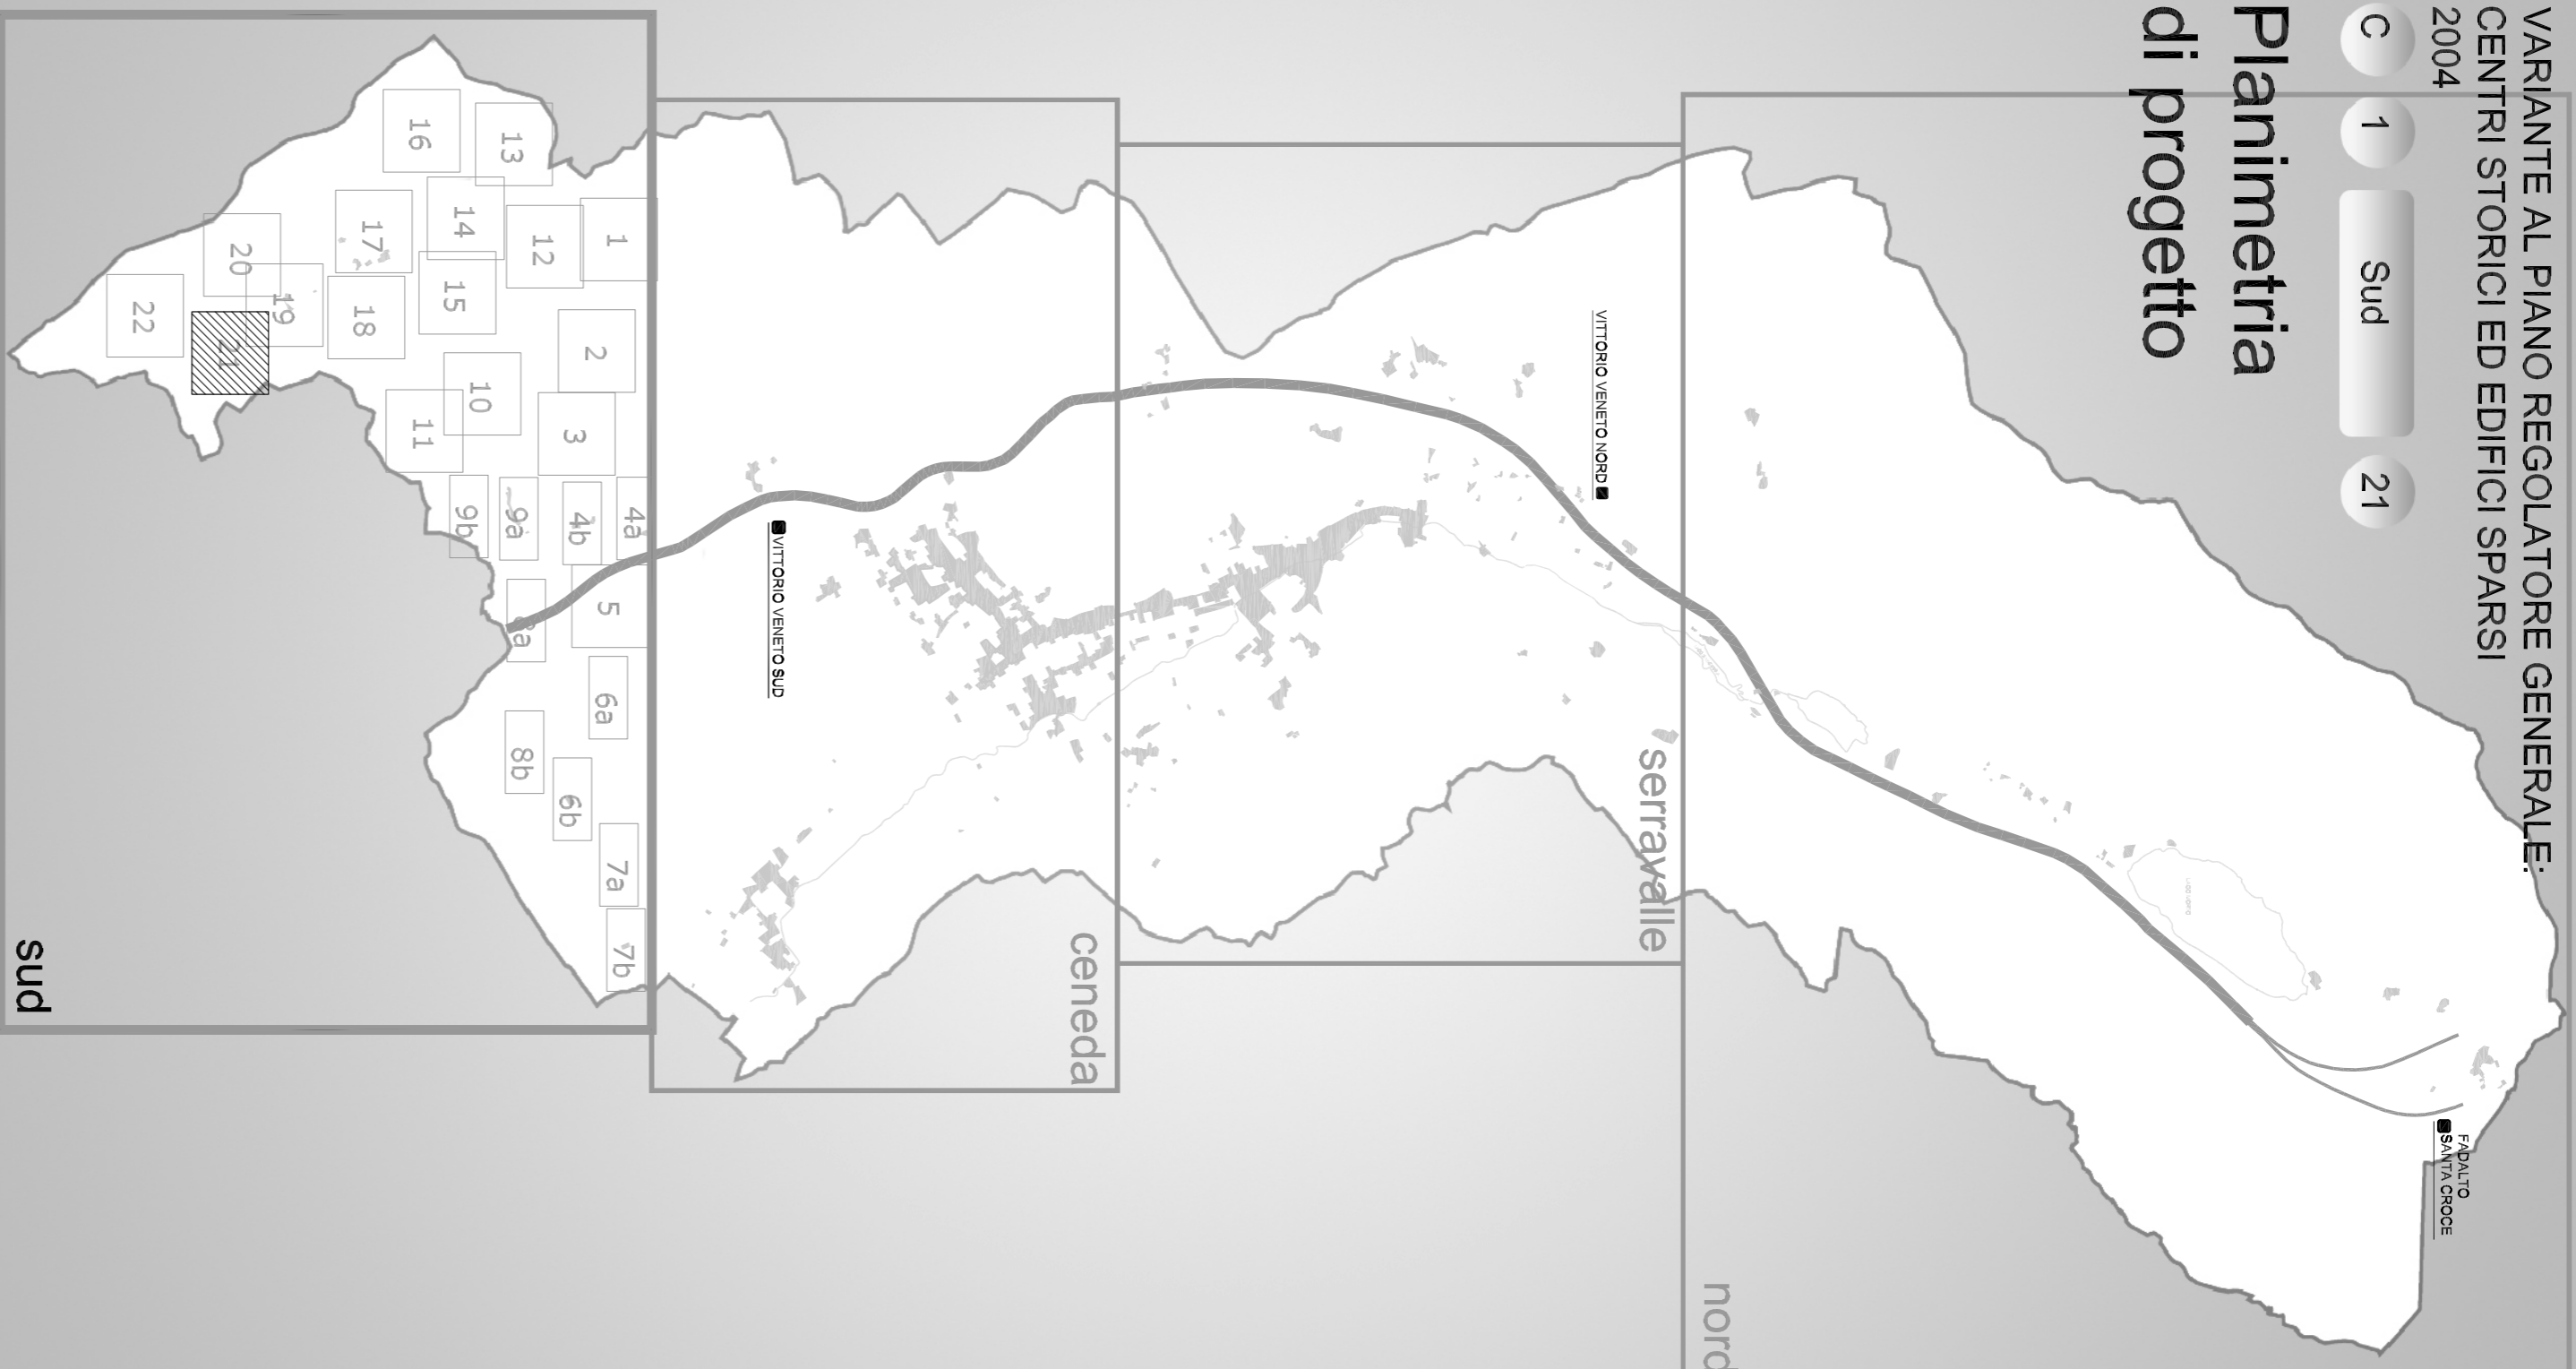 VARIANTE AL PIANO REGOLATORE GENERALE:
CENTRI STORICI ED EDIFICI SPARSI
2004
C 1 Sud 21
Planimetria
di progetto
FADALTO
SANTA CROCE
nord
VITTORIO VENETO NORD
serravalle
ceneda
VITTORIO VENETO SUD
1
2
3
4a
4b
5
6a
6b
7a
7b
8b
9a
9b
10
11
12
13
14
15
16
17
18
19
20
21
22
sud